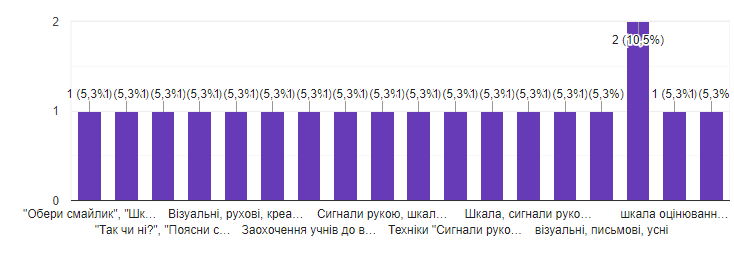 2
2 (10,5%)
1 (5,3%1) (5,3%1) (5,3%1) (5,3%1) (5,3%1) (5,3%1) (5,3%1) (5,3%1) (5,3%1) (5,3%1) (5,3%1) (5,3%1) (5,3%1) (5,3%1) (5,3%) 1 (5,3%1) (5,3%
1
0
"Обери смайлик", "Шк… Візуальні, рухові, креа… Сигнали рукою, шкал… Шкала, сигнали руко… шкала оцінюванн…
"Так чи ні?", "Поясни с… Заохочення учнів до в… Техніки "Сигнали руко… візуальні, письмові, усні